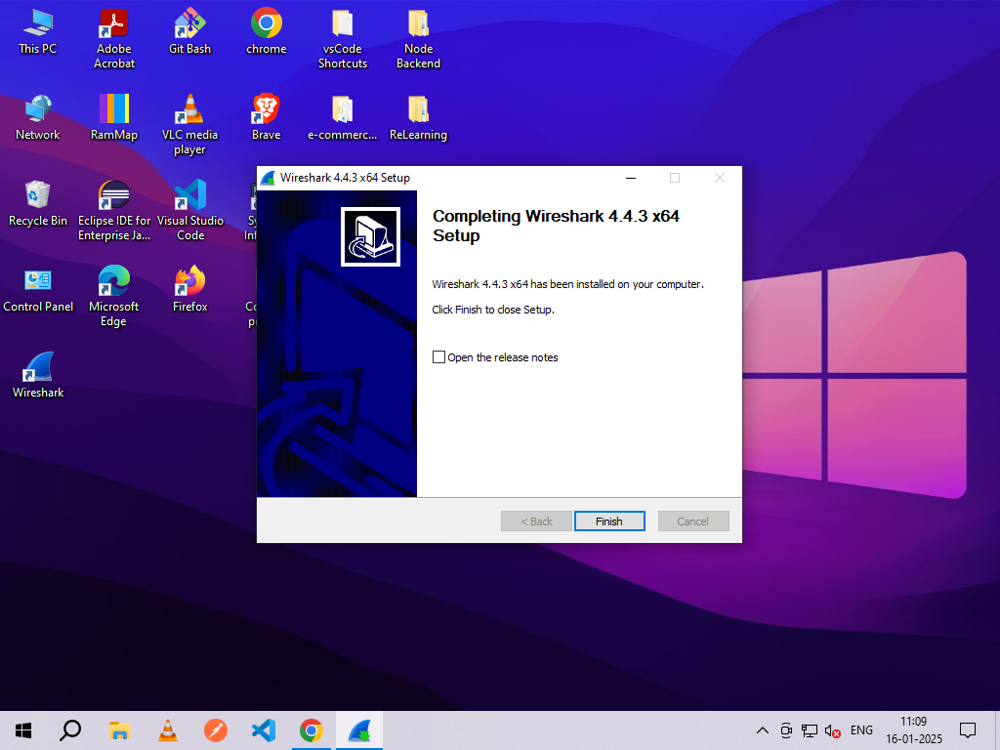 This PC
Adobe
Acrobat
Git Bash
chrome
vsCode
Shortcuts
Node
Backend
Network
RamMap
VLC media
player
Brave
e-commerc...
ReLearning
Recycle Bin
Eclipse IDE for
Enterprise Ja...
Visual Studio
Code
Control Panel
Microsoft
Edge
Firefox
Wireshark
Wireshark 4.4.3 x64 Setup
Completing Wireshark 4.4.3 x64
Setup
Wireshark 4.4.3 x64 has been installed on your computer.
Click Finish to close Setup.
Open the release notes
< Back
Finish
Cancel
ENG
11:09
16-01-2025